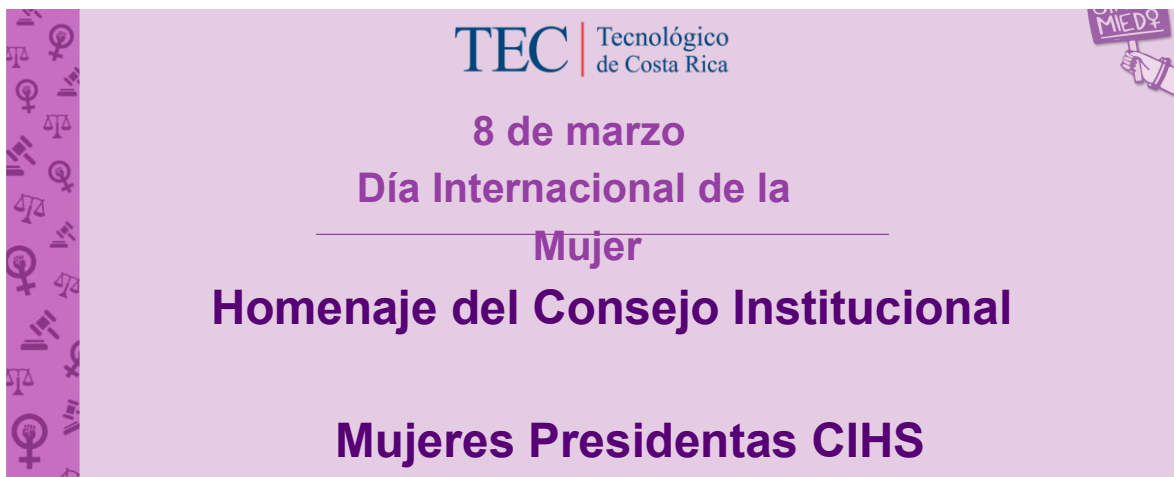 MIEDO
TEC Tecnológico
de Costa Rica
8 de marzo
Día Internacional de la
Mujer
Homenaje del Consejo Institucional
Mujeres Presidentas CIHS